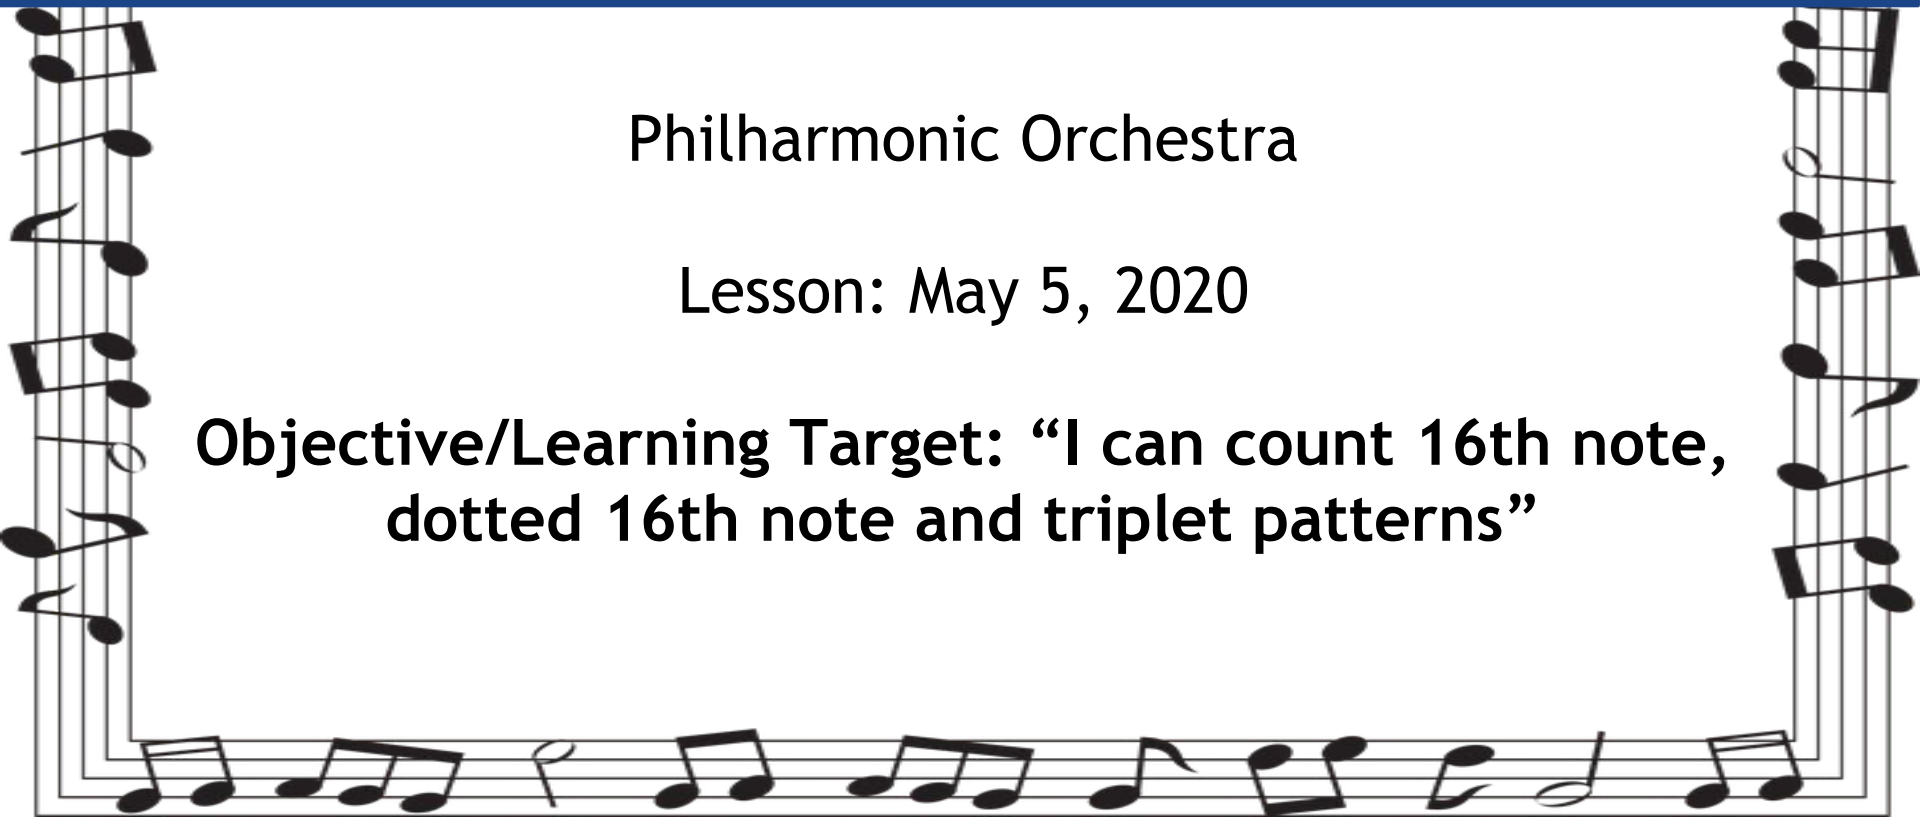 Philharmonic Orchestra
Lesson: May 5, 2020
Objective/Learning Target: “I can count 16th note,
dotted 16th note and triplet patterns”